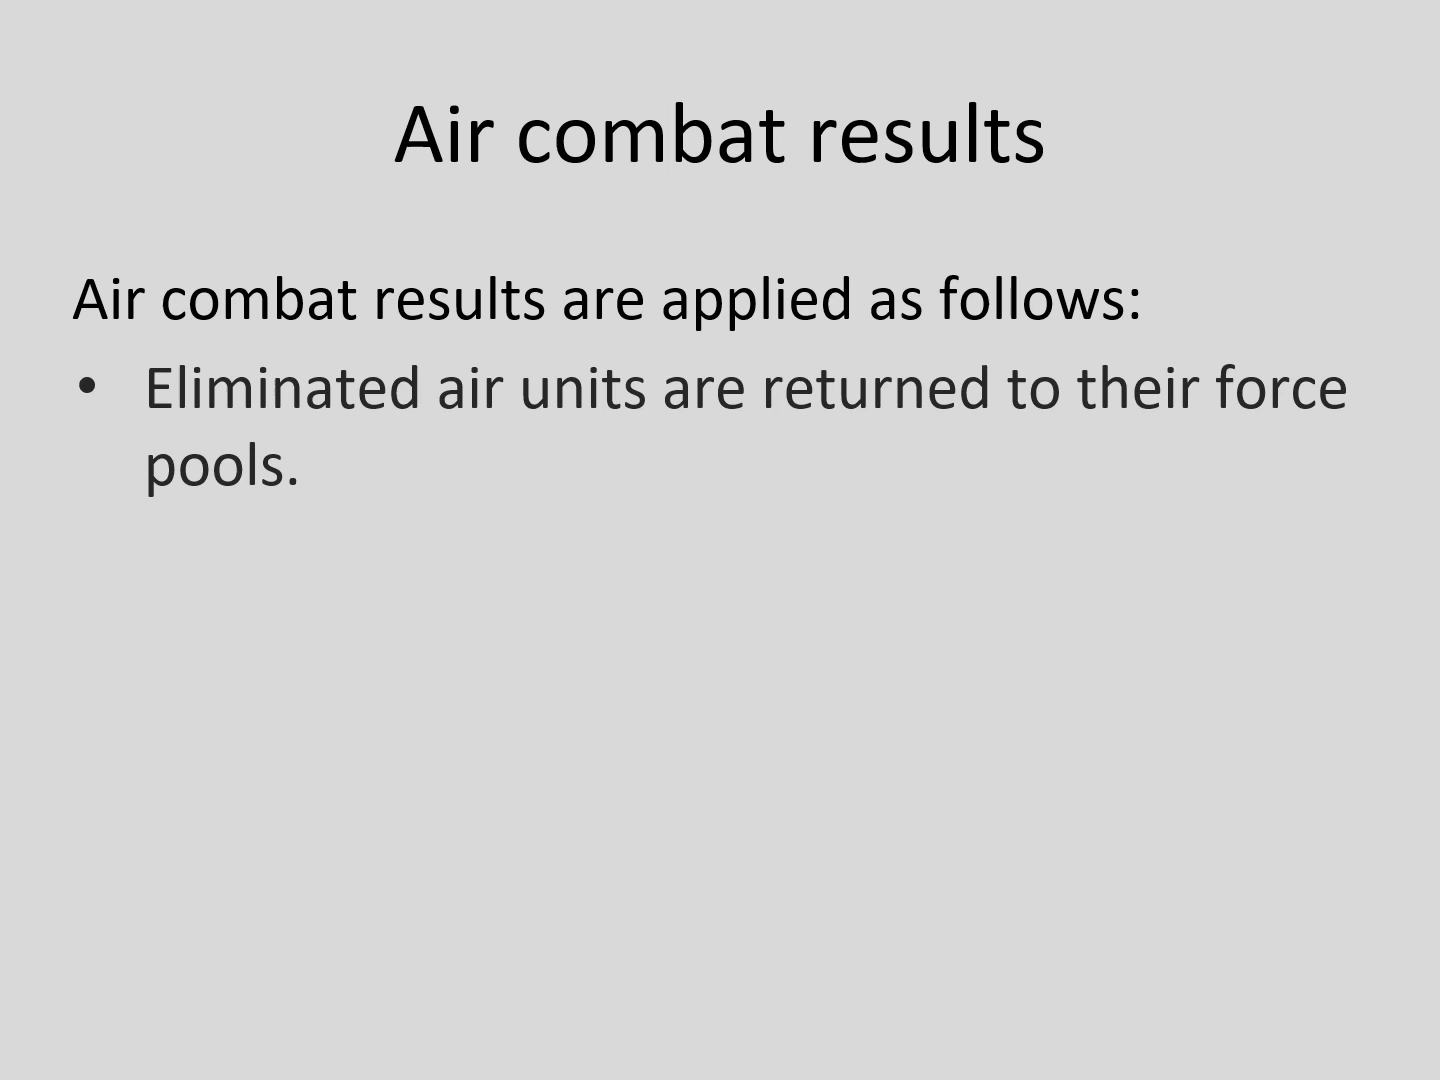 Air combat results
Air combat results are applied as follows:
• Eliminated air units are returned to their force
pools.